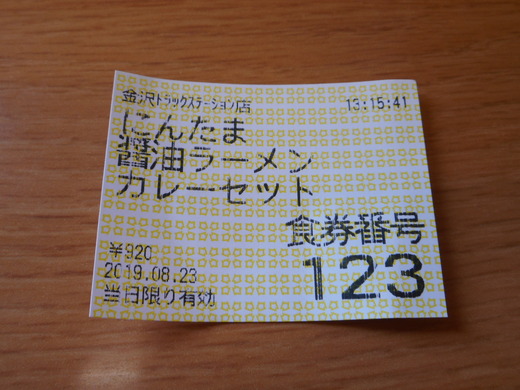 金沢トラックステーション店 13:15:41
にんたま
醤油ラーメン
カレーセット
食券番号
¥920
2019.08.23
123
当日限り有効